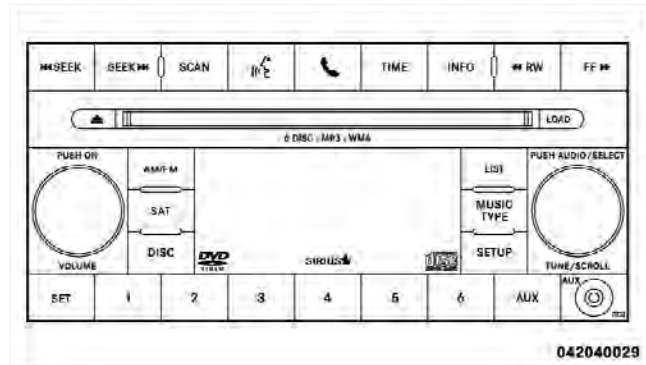 SEEK
SEEK
SCAN
TIME
INFO
RW
FF
LOAD
6 DISC / MP3 / WMA
PUSH ON
VOLUME
AM/FM
SAT
DISC
DVD
SIRIUS
LIST
MUSIC
TYPE
SETUP
PUSH AUDIO/SELECT
TUNE/SCROLL
SET
1
2
3
4
5
6
AUX
AUX
042040029